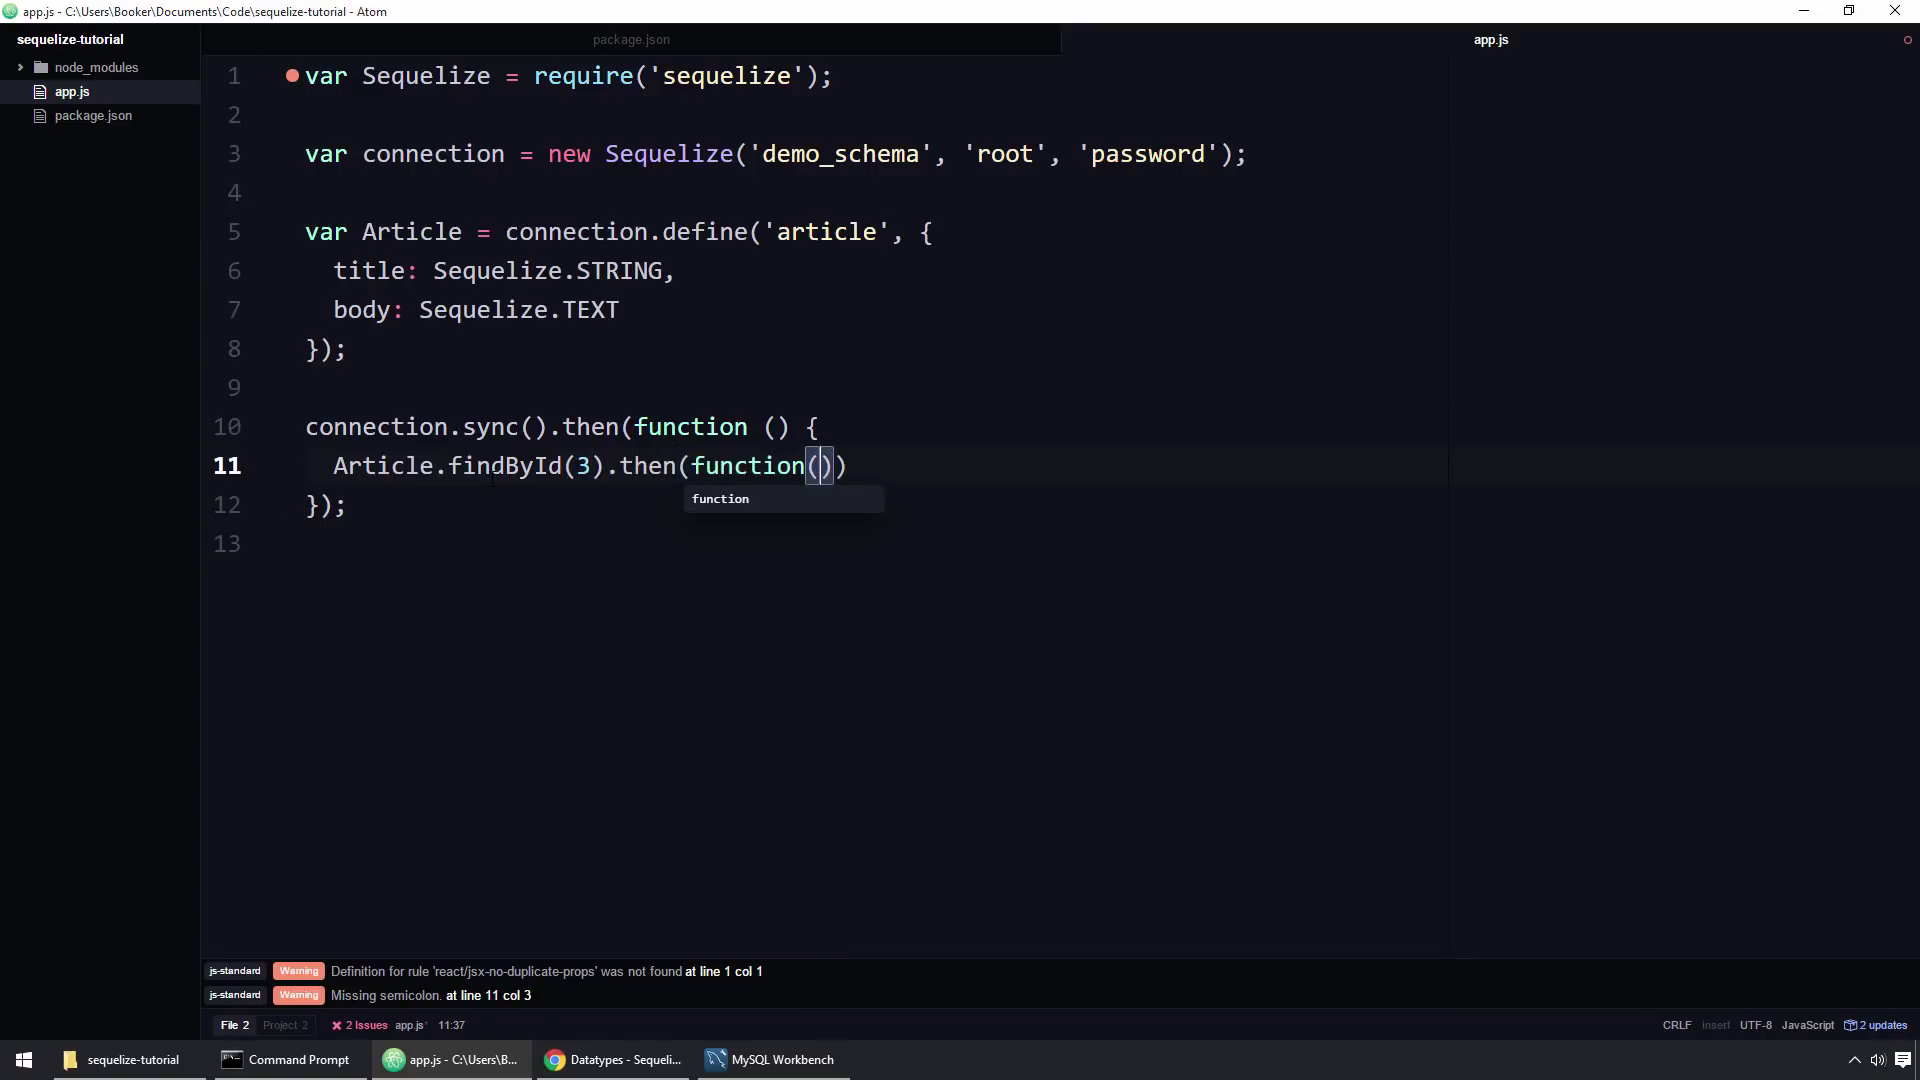 app.js - C:\Users\Booker\Documents\Code\sequelize-tutorial - Atom
sequelize-tutorial
node_modules
app.js
package.json
package.json
app.js
1 var Sequelize = require('sequelize');
2
3 var connection = new Sequelize('demo_schema', 'root', 'password');
4
5 var Article = connection.define('article', {
6 title: Sequelize.STRING,
7 body: Sequelize.TEXT
8 });
9
10 connection.sync().then(function () {
11 Article.findById(3).then(function())
function
12 });
13
js-standard Warning Definition for rule 'react/jsx-no-duplicate-props' was not found at line 1 col 1
js-standard Warning Missing semicolon. at line 11 col 3
File 2 Project 2 2 Issues app.js* 11:37 CRLF Insert UTF-8 JavaScript 2 updates
sequelize-tutorial Command Prompt app.js - C:\Users\B... Datatypes - Sequeli... MySQL Workbench